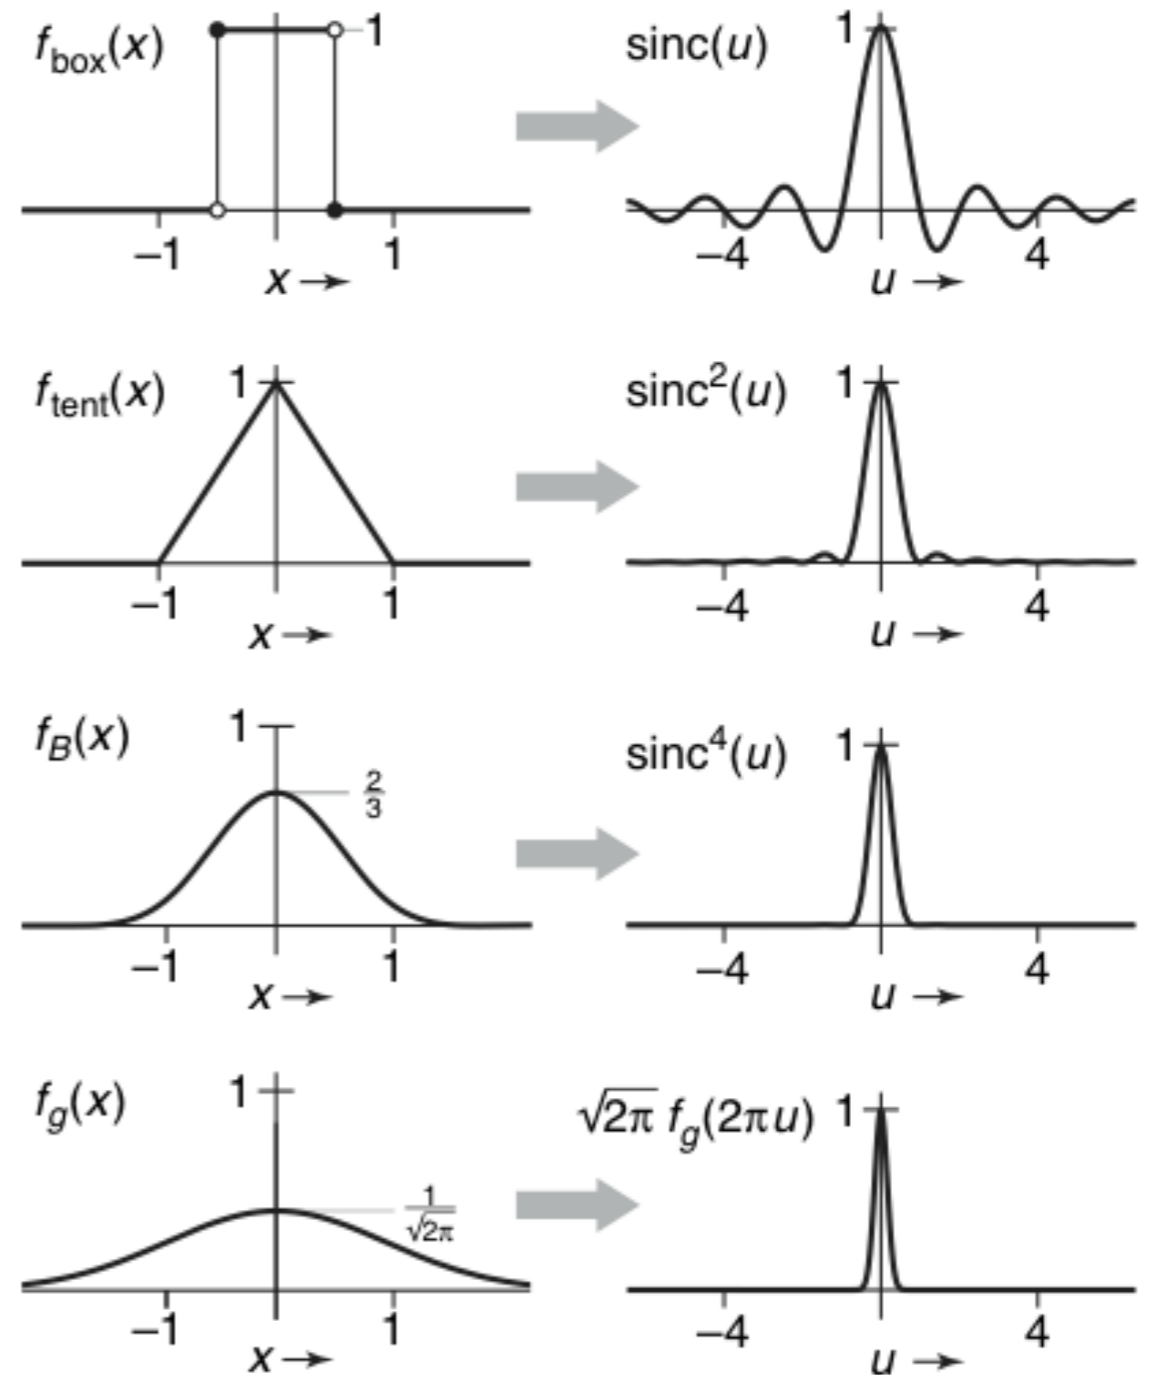 f_box(x) 1 sinc(u) 1
−1 1 −4 4
x → u →
f_tent(x) 1 sinc²(u) 1
−1 1 −4 4
x → u →
f_B(x) 1 2/3 sinc⁴(u) 1
−1 1 −4 4
x → u →
f_g(x) 1 1/√2π √2π f_g(2πu) 1
−1 1 −4 4
x → u →